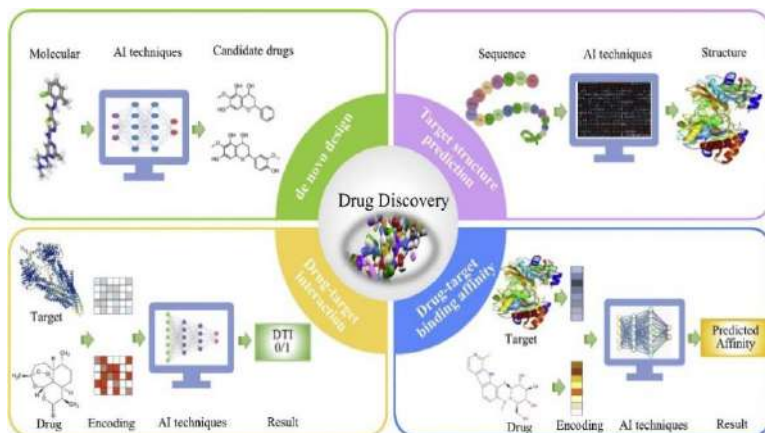 Molecular
AI techniques
Candidate drugs
de novo design
Sequence
AI techniques
Structure
Target structure
prediction
Drug Discovery
Drug-target
interaction
Target
Drug
Encoding
AI techniques
DTI
0/1
Result
Drug-target
binding affinity
Target
Drug
Encoding
AI techniques
Predicted
Affinity
Result